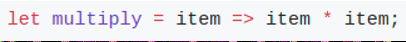 let multiply = item => item * item;